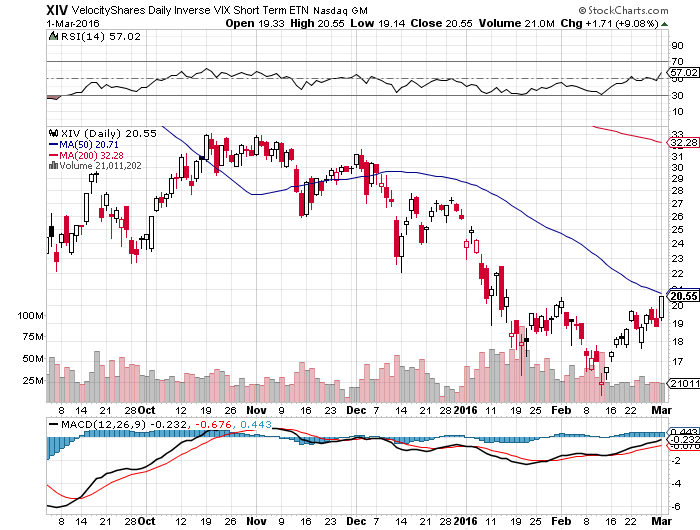 XIV VelocityShares Daily Inverse VIX Short Term ETN Nasdaq GM © StockCharts.com
1-Mar-2016 Open 19.33 High 20.55 Low 19.14 Close 20.55 Volume 21.0M Chg +1.71 (+9.08%)
RSI(14) 57.02
90
70
57.02
50
30
10
XIV (Daily) 20.55
MA(50) 20.71
MA(200) 32.28
Volume 21,011,202
33
32.28
31
30
29
28
27
26
25
24
23
22
21
20.55
20
19
18
17
100M
75M
50M
25M
21011
8 14 21 28 Oct 12 19 26 Nov 9 16 23 Dec 7 14 21 2016 11 19 25 Feb 8 16 22 Mar
MACD(12,26,9) -0.232, -0.676, 0.443
0.443
-0.232
-0.676
-2
-4
-6
8 14 21 28 Oct 12 19 26 Nov 9 16 23 Dec 7 14 21 2016 11 19 25 Feb 8 16 22 Mar